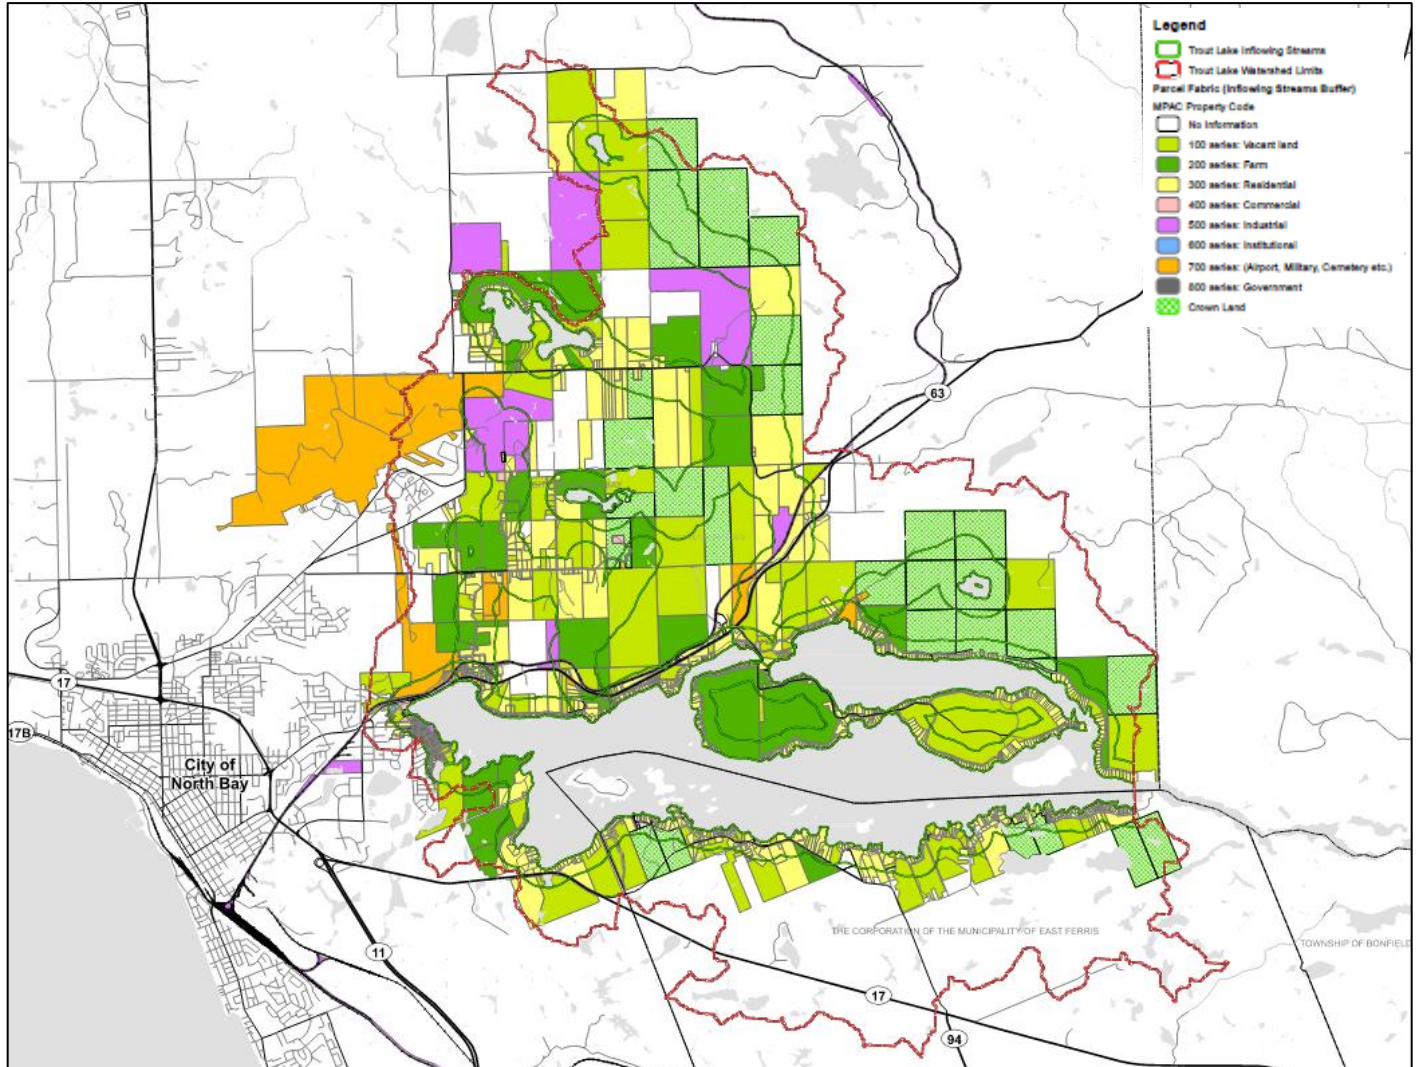 Legend
Trout Lake Inflowing Streams
Trout Lake Watershed Limits
Parcel Fabric (Inflowing Streams Buffer)
MPAC Property Code
No Information
100 series: Vacant land
200 series: Farm
300 series: Residential
400 series: Commercial
500 series: Industrial
600 series: Institutional
700 series: (Airport, Military, Cemetery etc.)
800 series: Government
Crown Land
63
17
17B
City of
North Bay
THE CORPORATION OF THE MUNICIPALITY OF EAST FERRIS
TOWNSHIP OF BONFIELD
11
17
94